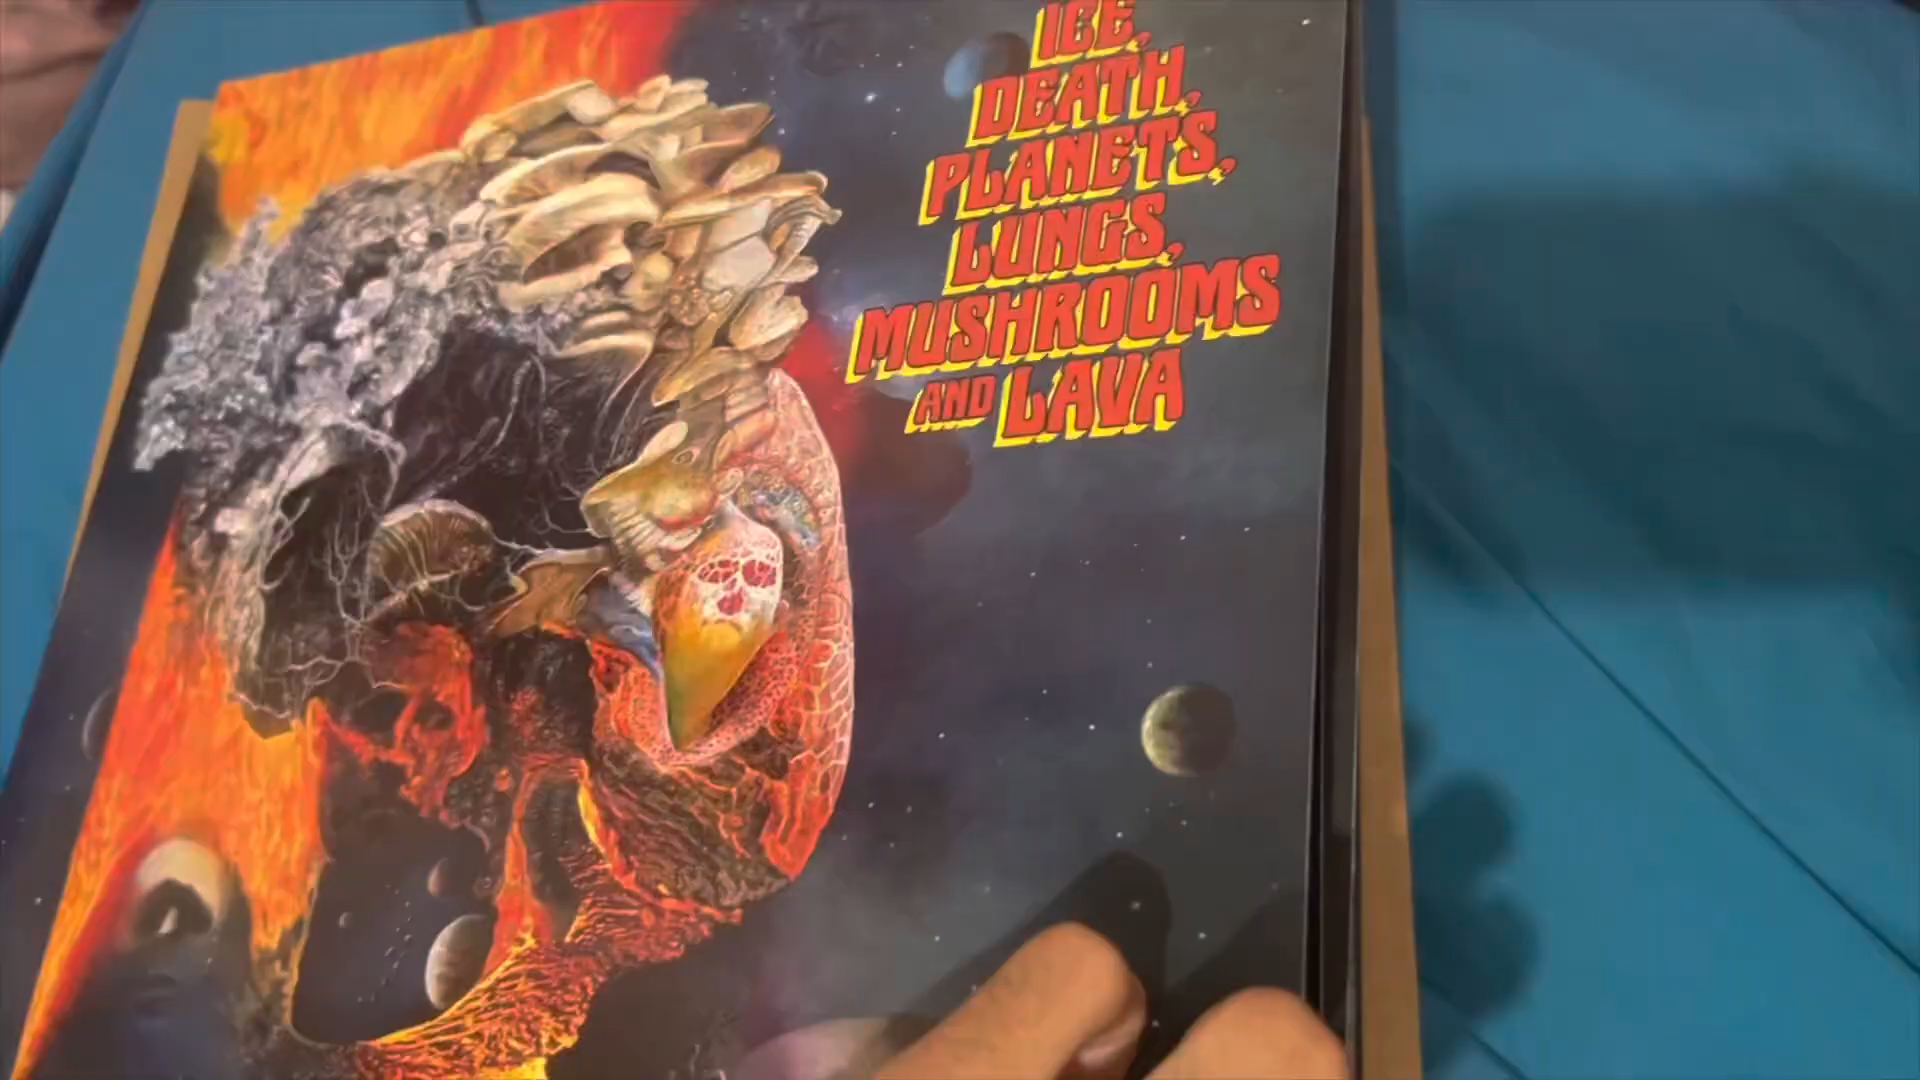 ICE,
DEATH,
PLANETS,
LUNGS,
MUSHROOMS
AND LAVA